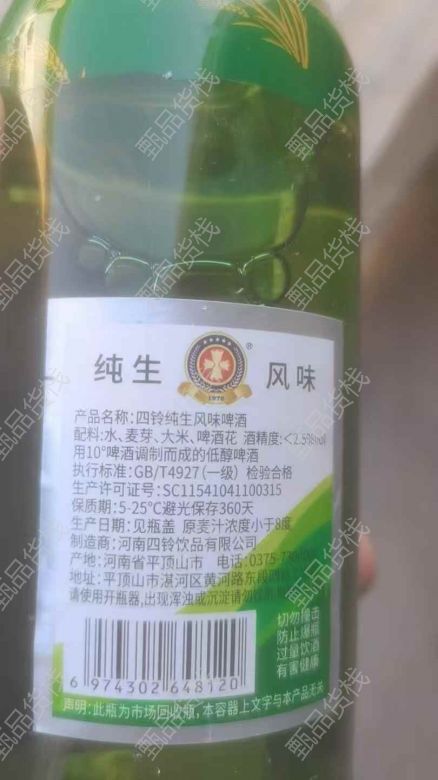 纯生
风味
1970
产品名称:四铃纯生风味啤酒
配料:水、麦芽、大米、啤酒花 酒精度:<2.5%
用10°啤酒调制而成的低醇啤酒
执行标准:GB/T4927(一级) 检验合格
生产许可证号:SC11541041100315
保质期:5-25℃避光保存360天
生产日期:见瓶盖 原麦汁浓度小于8度
制造商:河南四铃饮品有限公司
产地:河南省平顶山市 电话:0375-
地址:平顶山市湛河区黄河路东段
请使用开瓶器,出现浑浊或沉淀请勿饮
切勿撞击
防止爆瓶
过量饮酒
有害健康
6 974302 648120
声明:此瓶为市场回收瓶,本容器上文字与本产品无关
甄品货栈